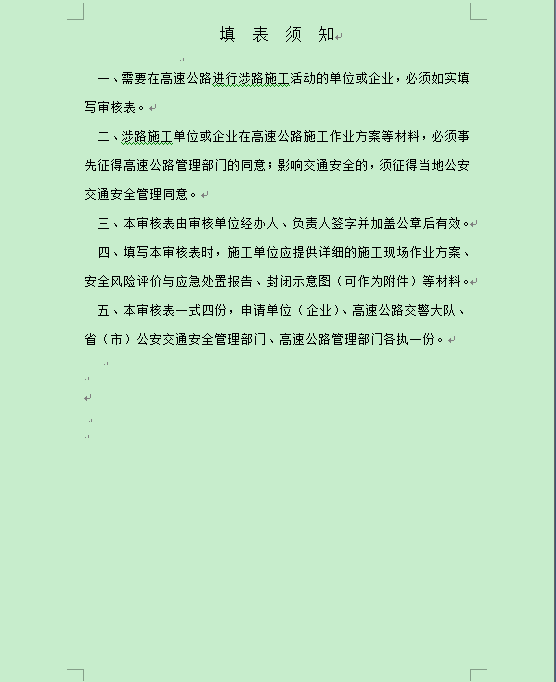 填 表 须 知
一、需要在高速公路进行涉路施工活动的单位或企业，必须如实填
写审核表。
二、涉路施工单位或企业在高速公路施工作业方案等材料，必须事
先征得高速公路管理部门的同意；影响交通安全的，须征得当地公安
交通安全管理同意。
三、本审核表由审核单位经办人、负责人签字并加盖公章后有效。
四、填写本审核表时，施工单位应提供详细的施工现场作业方案、
安全风险评价与应急处置报告、封闭示意图（可作为附件）等材料。
五、本审核表一式四份，申请单位（企业）、高速公路交警大队、
省（市）公安交通安全管理部门、高速公路管理部门各执一份。